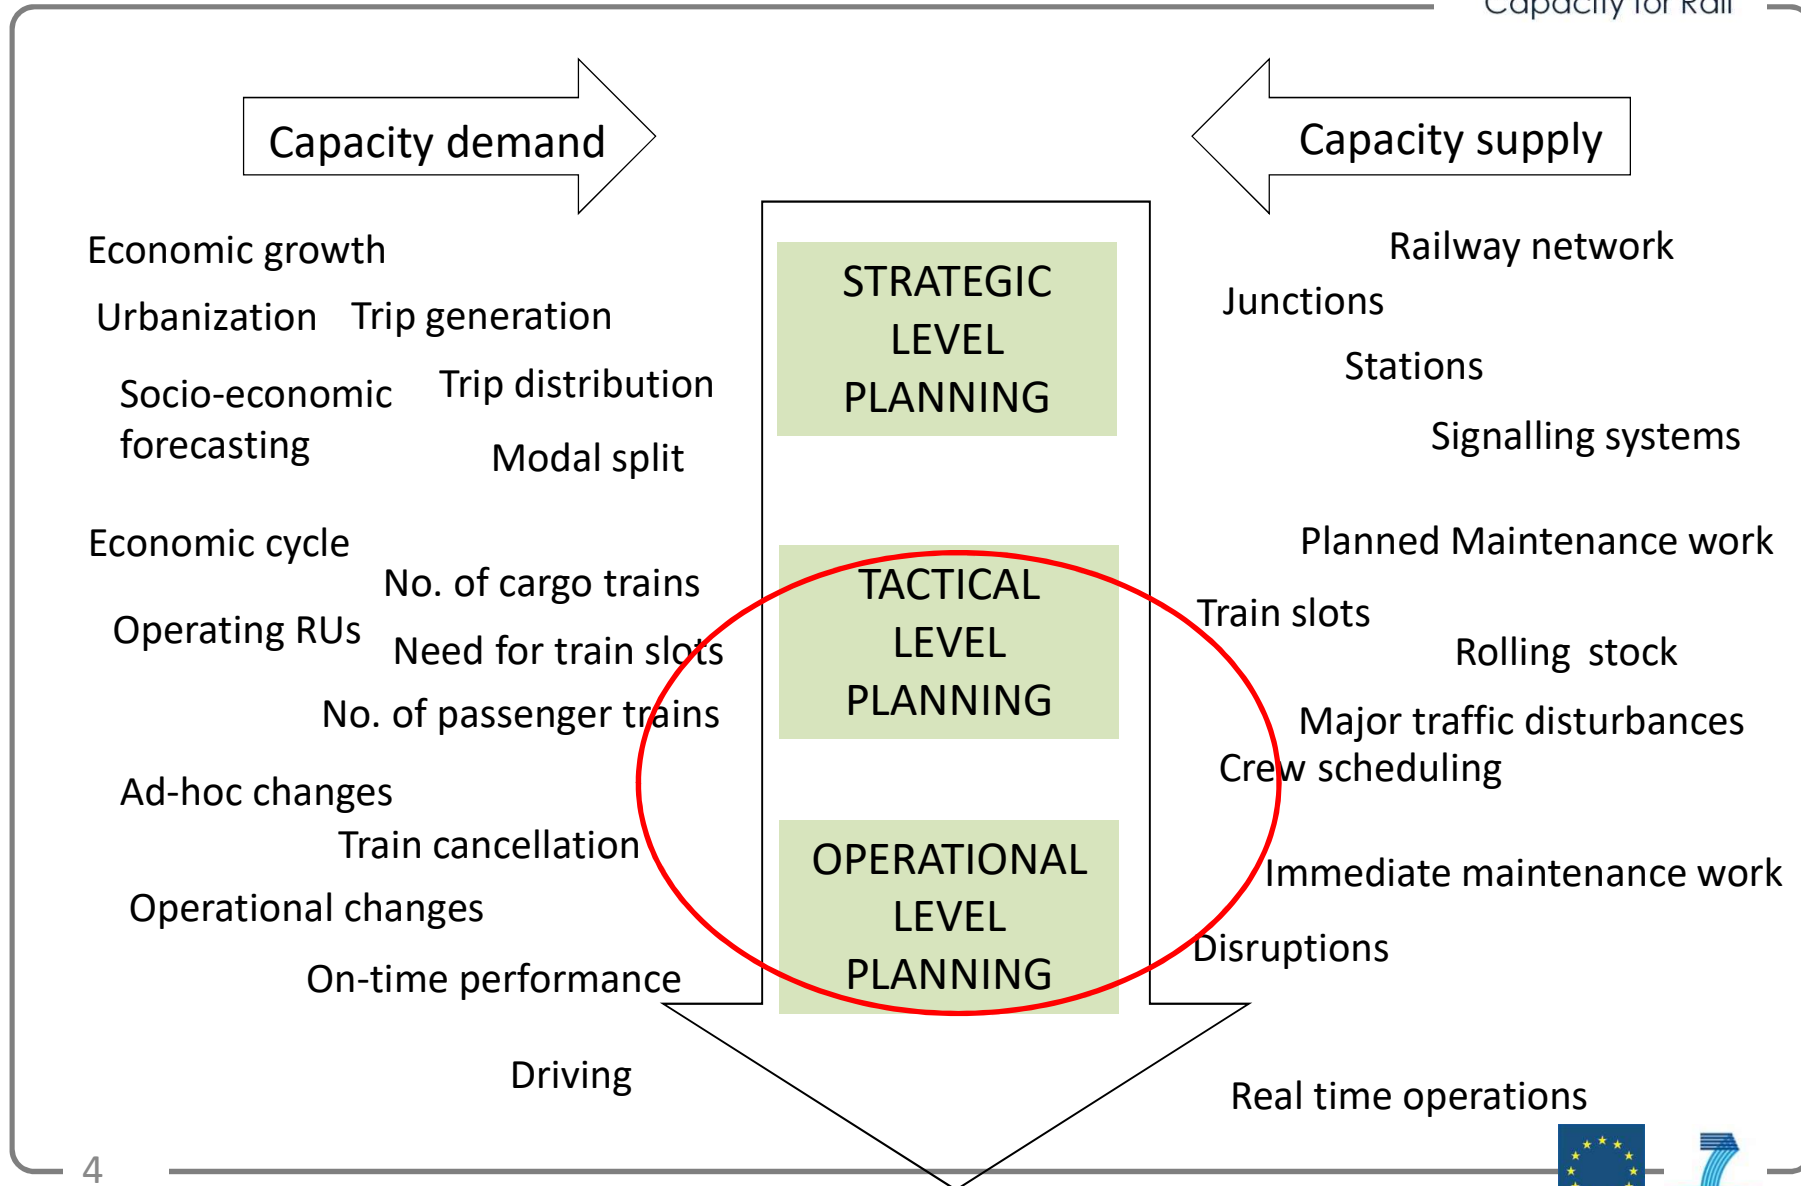 Capacity for Rail
Capacity demand
Capacity supply
Economic growth
Urbanization
Trip generation
Socio-economic
forecasting
Trip distribution
Modal split
STRATEGIC
LEVEL
PLANNING
Railway network
Junctions
Stations
Signalling systems
Economic cycle
No. of cargo trains
Operating RUs
Need for train slots
No. of passenger trains
TACTICAL
LEVEL
PLANNING
Planned Maintenance work
Train slots
Rolling stock
Major traffic disturbances
Crew scheduling
Ad-hoc changes
Train cancellation
Operational changes
On-time performance
Driving
OPERATIONAL
LEVEL
PLANNING
Immediate maintenance work
Disruptions
Real time operations
4
7